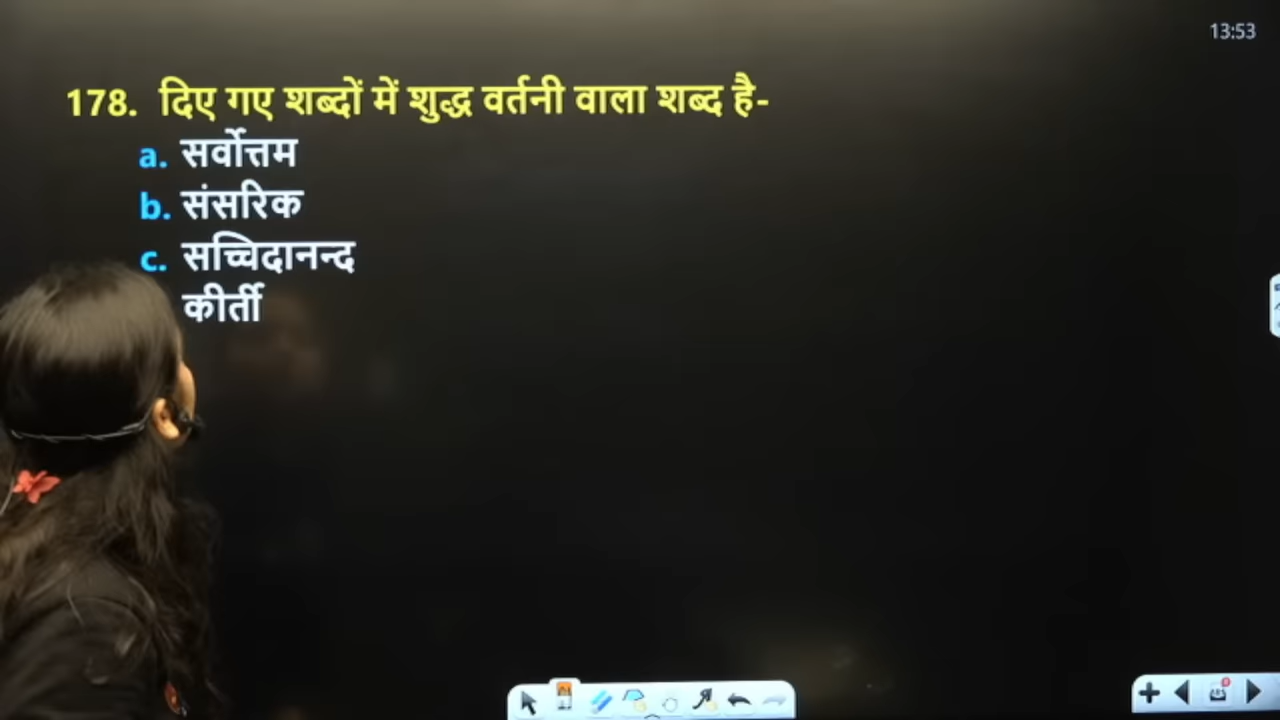 13:53
178. दिए गए शब्दों में शुद्ध वर्तनी वाला शब्द है-
a. सर्वोत्तम
b. संसरिक
c. सच्चिदानन्द
कीर्ती